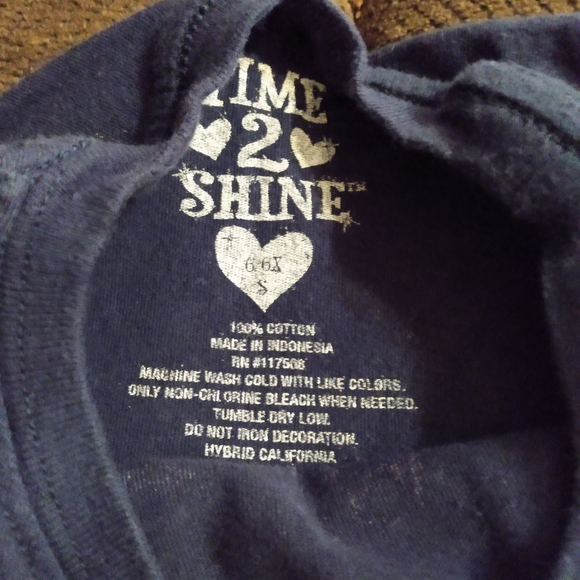 TIME
2
SHINE™
6/6X
S
100% COTTON
MADE IN INDONESIA
RN #117508
MACHINE WASH COLD WITH LIKE COLORS.
ONLY NON-CHLORINE BLEACH WHEN NEEDED.
TUMBLE DRY LOW.
DO NOT IRON DECORATION.
HYBRID CALIFORNIA